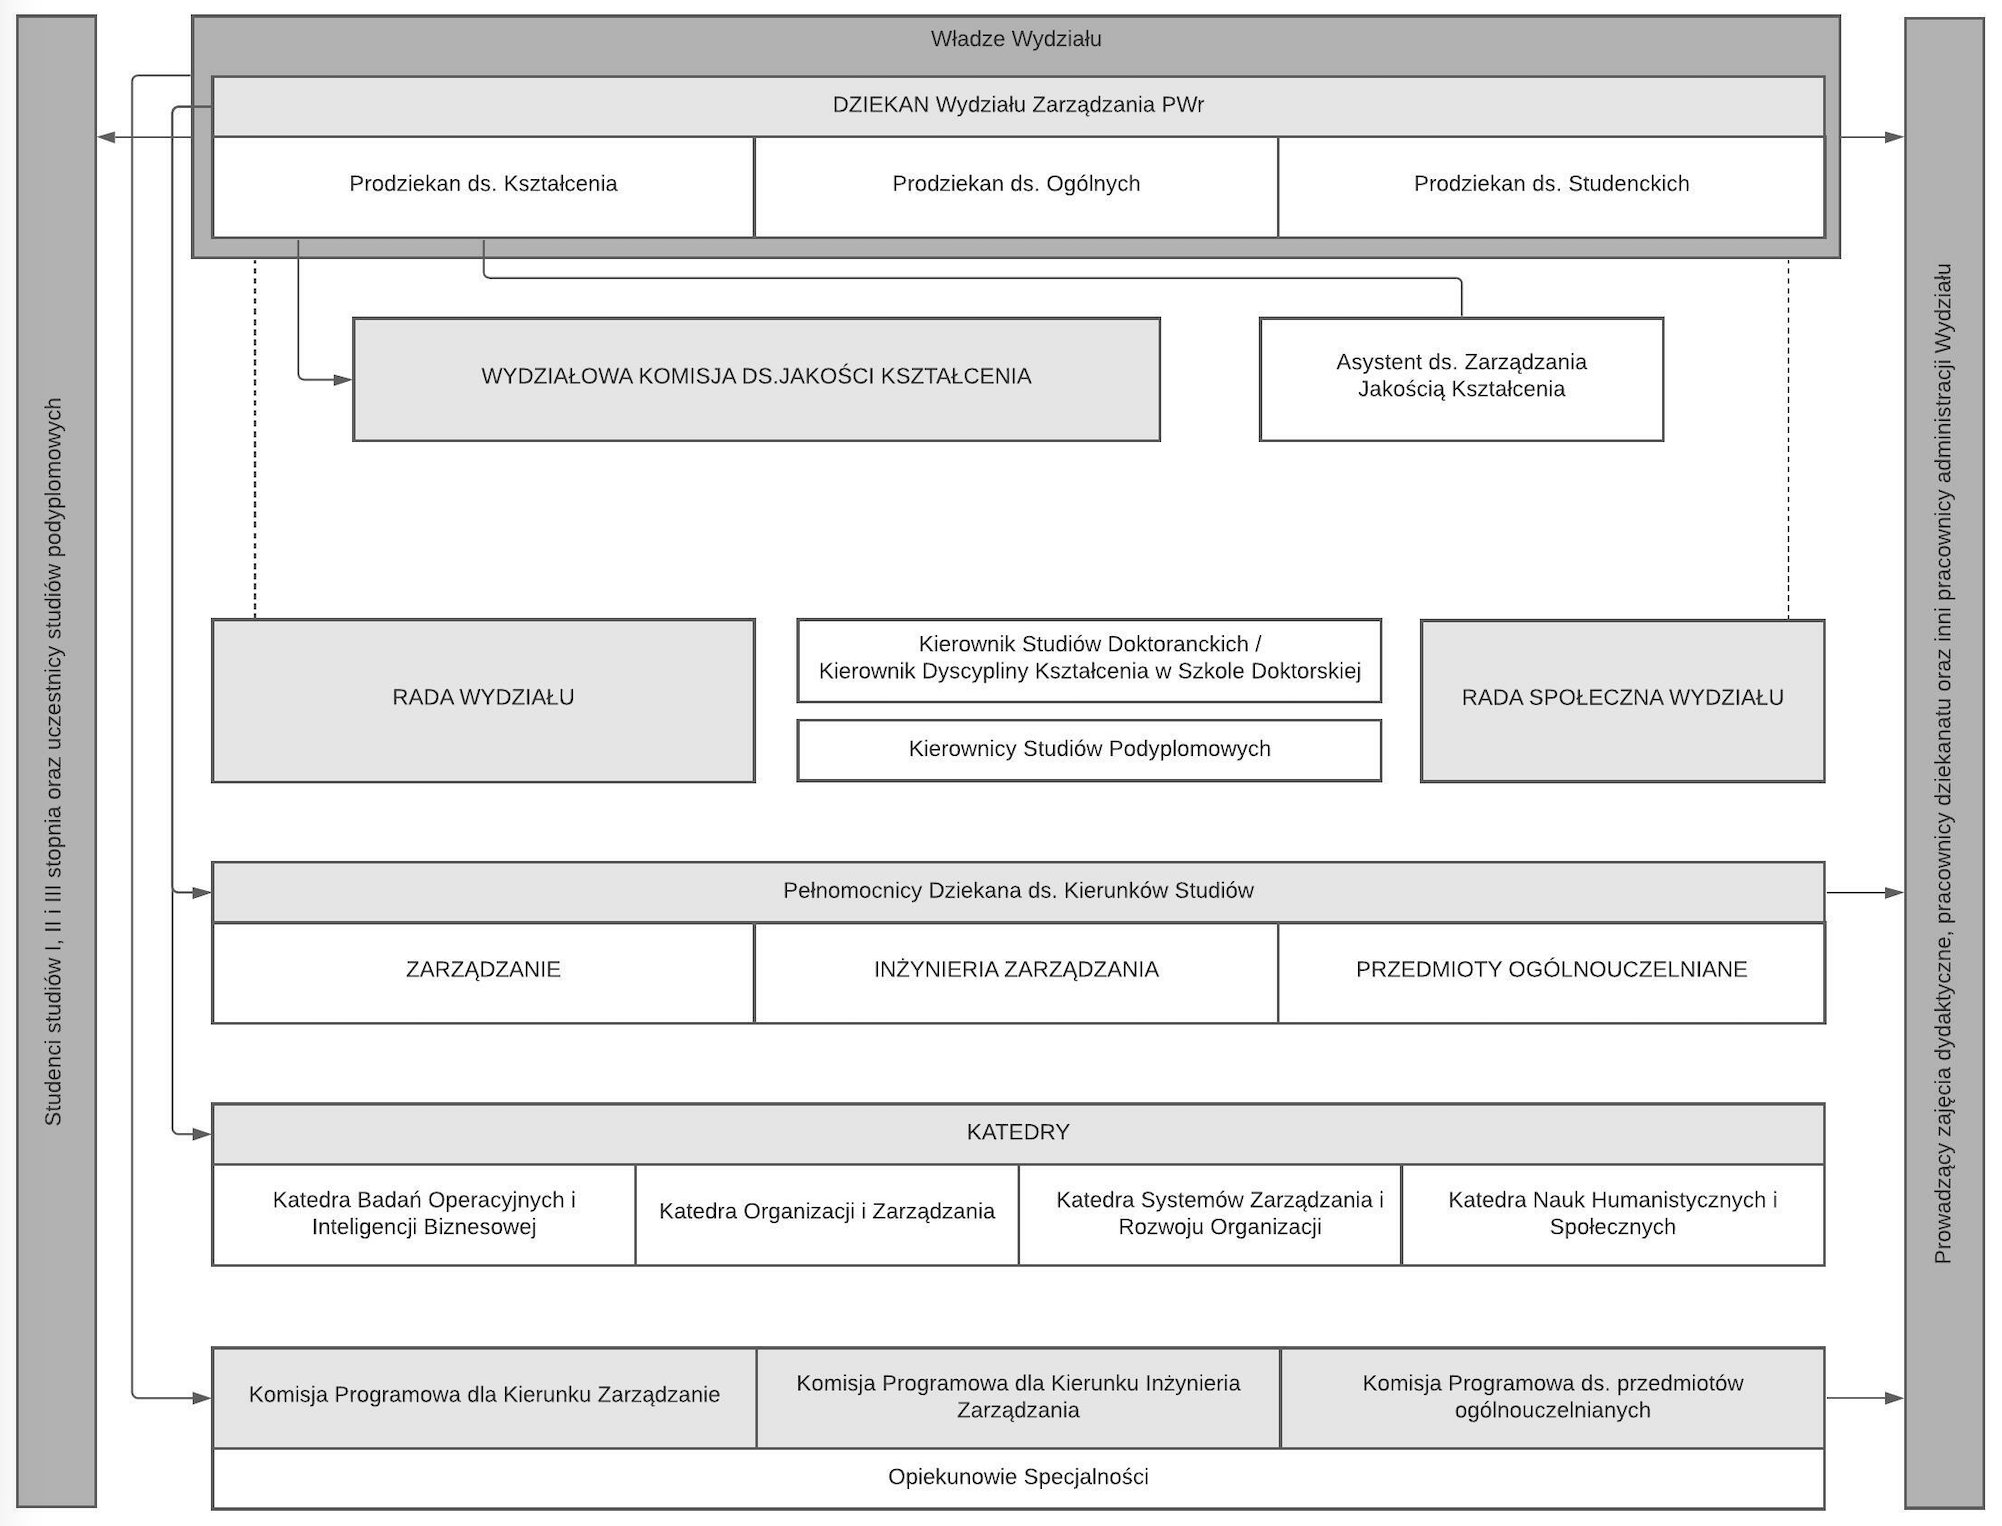 Władze Wydziału
DZIEKAN Wydziału Zarządzania PWr
Prodziekan ds. Kształcenia
Prodziekan ds. Ogólnych
Prodziekan ds. Studenckich
WYDZIAŁOWA KOMISJA DS.JAKOŚCI KSZTAŁCENIA
Asystent ds. Zarządzania
Jakością Kształcenia
RADA WYDZIAŁU
Kierownik Studiów Doktoranckich /
Kierownik Dyscypliny Kształcenia w Szkole Doktorskiej
Kierownicy Studiów Podyplomowych
RADA SPOŁECZNA WYDZIAŁU
Pełnomocnicy Dziekana ds. Kierunków Studiów
ZARZĄDZANIE
INŻYNIERIA ZARZĄDZANIA
PRZEDMIOTY OGÓLNOUCZELNIANE
KATEDRY
Katedra Badań Operacyjnych i
Inteligencji Biznesowej
Katedra Organizacji i Zarządzania
Katedra Systemów Zarządzania i
Rozwoju Organizacji
Katedra Nauk Humanistycznych i
Społecznych
Komisja Programowa dla Kierunku Zarządzanie
Komisja Programowa dla Kierunku Inżynieria
Zarządzania
Komisja Programowa ds. przedmiotów
ogólnouczelnianych
Opiekunowie Specjalności
Studenci studiów I, II i III stopnia oraz uczestnicy studiów podyplomowych
Prowadzący zajęcia dydaktyczne, pracownicy dziekanatu oraz inni pracownicy administracji Wydziału